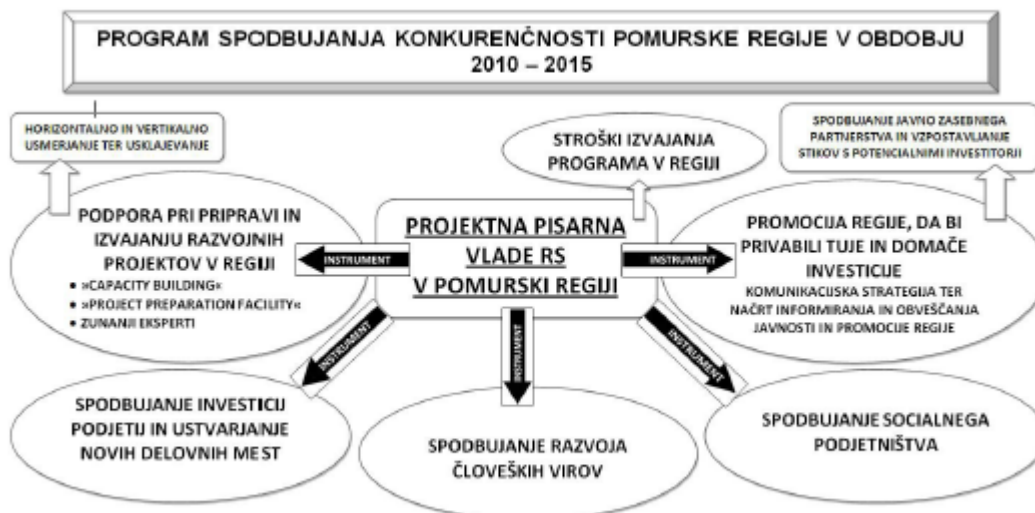 PROGRAM SPODBUJANJA KONKURENČNOSTI POMURSKE REGIJE V OBDOBJU
2010 – 2015
HORIZONTALNO IN VERTIKALNO
USMERJANJE TER USKLAJEVANJE
STROŠKI IZVAJANJA
PROGRAMA V REGIJI
SPODBUJANJE JAVNO ZASEBNEGA
PARTNERSTVA IN VZPOSTAVLJANJE
STIKOV S POTENCIALNIMI INVESTITORJI
PODPORA PRI PRIPRAVI IN
IZVAJANJU RAZVOJNIH
PROJEKTOV V REGIJI
• »CAPACITY BUILDING«
• »PROJECT PREPARATION FACILITY«
• ZUNANJI EKSPERTI
INSTRUMENT
PROJEKTNA PISARNA
VLADE RS
V POMURSKI REGIJI
INSTRUMENT
PROMOCIJA REGIJE, DA BI
PRIVABILI TUJE IN DOMAČE
INVESTICIJE
KOMUNIKACIJSKA STRATEGIJA TER
NAČRT INFORMIRANJA IN OBVEŠČANJA
JAVNOSTI IN PROMOCIJE REGIJE
INSTRUMENT
INSTRUMENT
INSTRUMENT
SPODBUJANJE INVESTICIJ
PODJETIJ IN USTVARJANJE
NOVIH DELOVNIH MEST
SPODBUJANJE RAZVOJA
ČLOVEŠKIH VIROV
SPODBUJANJE SOCIALNEGA
PODJETNIŠTVA